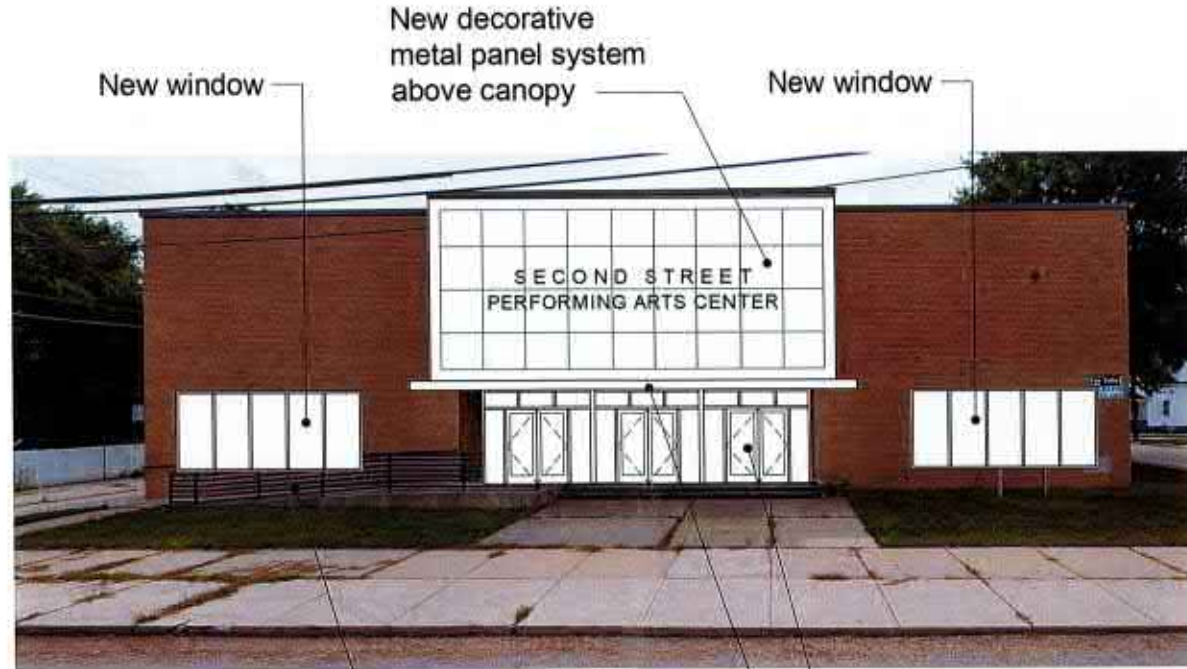 New decorative
metal panel system
above canopy
New window
New window
SECOND STREET
PERFORMING ARTS CENTER